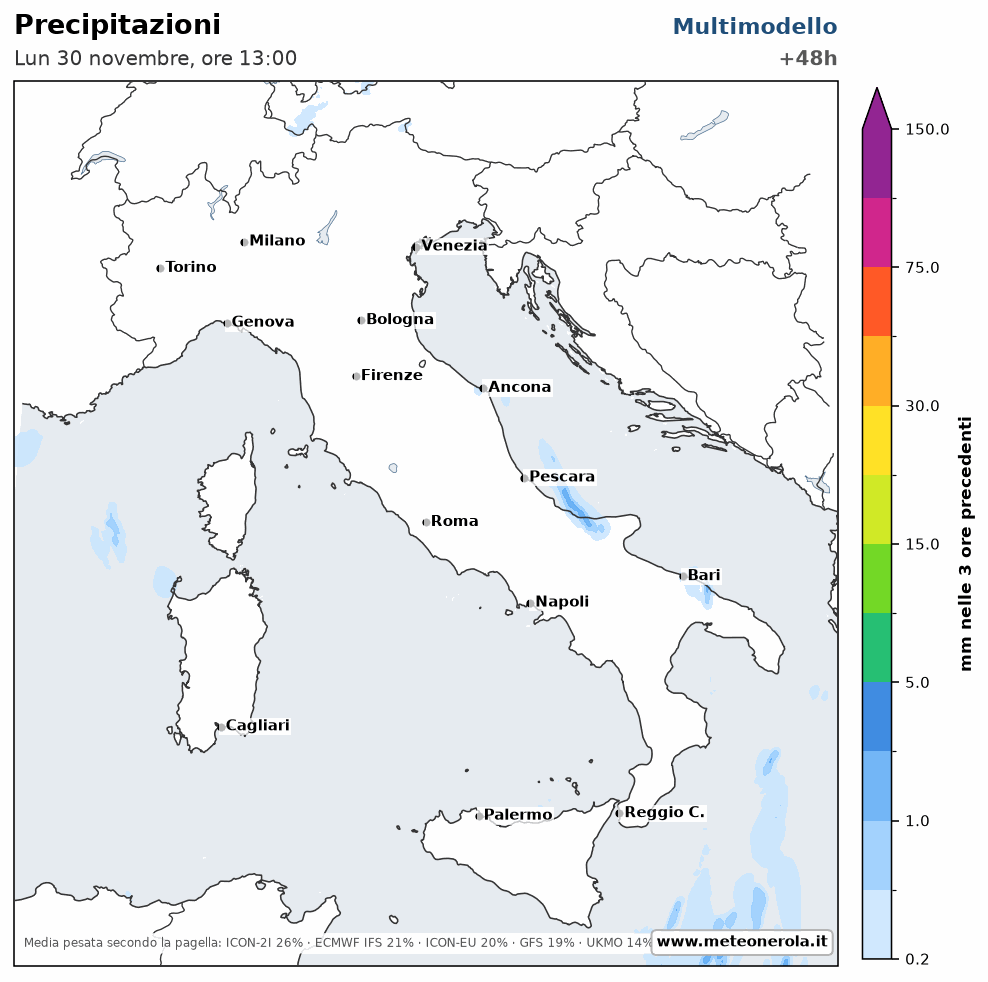 Precipitazioni
Multimodello
Lun 30 novembre, ore 13:00
+48h
150.0
75.0
30.0
15.0
5.0
1.0
0.2
mm nelle 3 ore precedenti
Milano
Venezia
Torino
Genova
Bologna
Firenze
Ancona
Pescara
Roma
Bari
Napoli
Cagliari
Palermo
Reggio C.
Media pesata secondo la pagella: ICON-2I 26% · ECMWF IFS 21% · ICON-EU 20% · GFS 19% · UKMO 14%
www.meteonerola.it